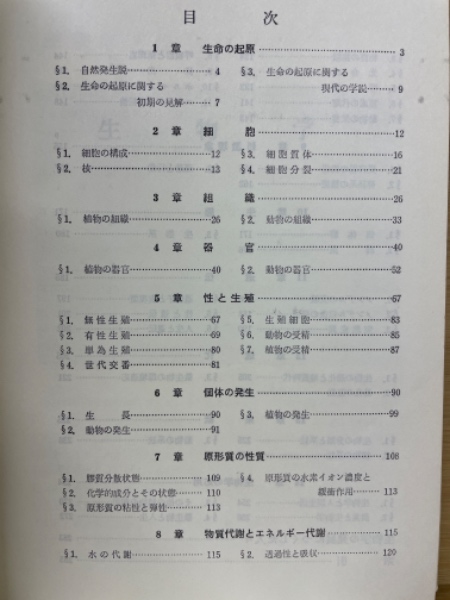 目次
1章 生命の起原 3
§1. 自然発生説 4
§2. 生命の起原に関する
初期の見解 7
§3. 生命の起原に関する
現代の学説 9
2章 細胞 12
§1. 細胞の構成 12
§2. 核 13
§3. 細胞質体 16
§4. 細胞分裂 21
3章 組織 26
§1. 植物の組織 26
§2. 動物の組織 33
4章 器官 40
§1. 植物の器官 40
§2. 動物の器官 52
5章 性と生殖 67
§1. 無性生殖 67
§2. 有性生殖 69
§3. 単為生殖 80
§4. 世代交番 81
§5. 生殖細胞 83
§6. 動物の受精 85
§7. 植物の受精 87
6章 個体の発生 90
§1. 生長 90
§2. 動物の発生 91
§3. 植物の発生 99
7章 原形質の性質 108
§1. 膠質分散状態 109
§2. 化学的成分とその状態 110
§3. 原形質の粘性と弾性 113
§4. 原形質の水素イオン濃度と
緩衝作用 113
8章 物質代謝とエネルギー代謝 115
§1. 水の代謝 115
§2. 透過性と吸収 120